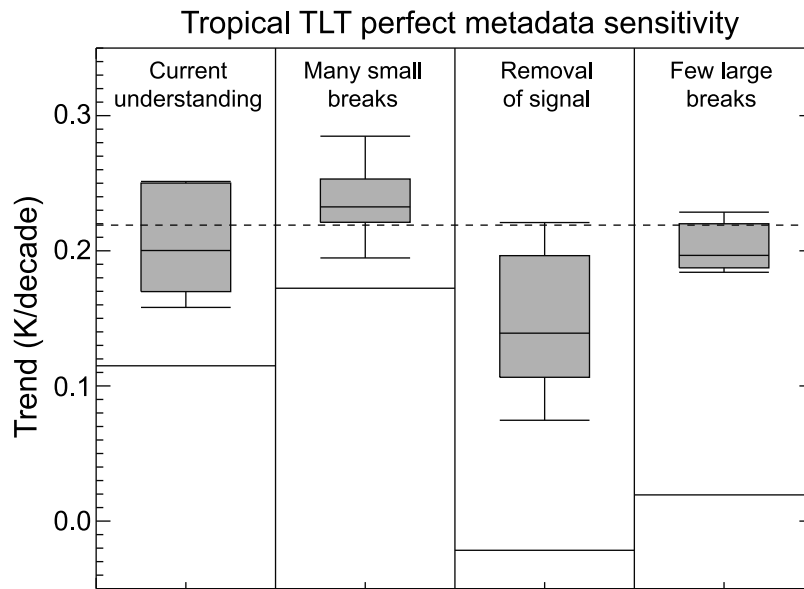 Tropical TLT perfect metadata sensitivity
Current
understanding
Many small
breaks
Removal
of signal
Few large
breaks
Trend (K/decade)
0.3
0.2
0.1
0.0